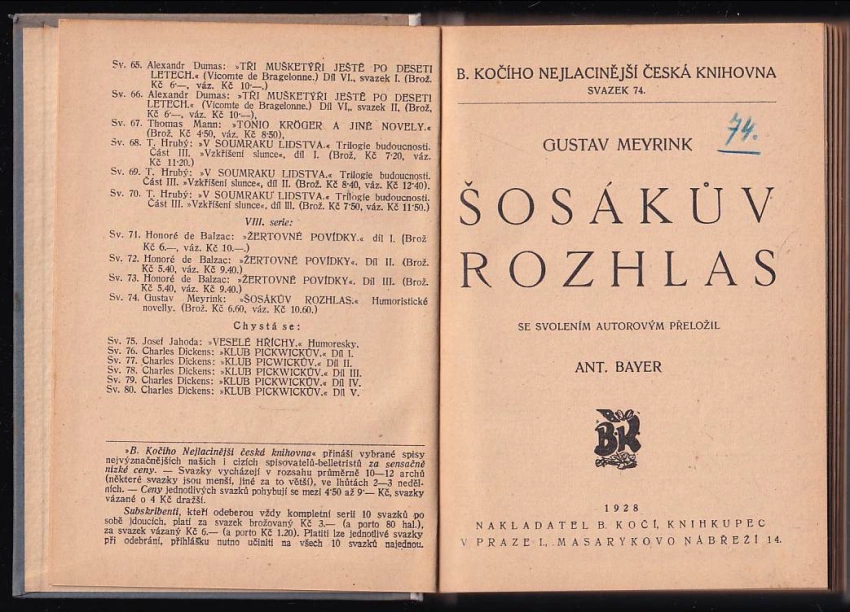 Sv. 65. Alexandr Dumas: »TŘI MUŠKETÝŘI JEŠTĚ PO DESETI
LETECH.« (Vicomte de Bragelonne.) Díl VI., svazek I. (Brož.
Kč 6·—, váz. Kč 10·—.)
Sv. 66. Alexandr Dumas: »TŘI MUŠKETÝŘI JEŠTĚ PO DESETI
LETECH.« (Vicomte de Bragelonne.) Díl VI., svazek II, (Brož,
Kč 6·—, váz. Kč 10·—),
Sv. 67. Thomas Mann: »TONIO KRÖGER A JINÉ NOVELY.«
(Brož. Kč 4·50, váz. Kč 8·50),
Sv. 68. T. Hrubý: »V SOUMRAKU LIDSTVA.« Trilogie budoucnosti.
Část III. »Vzkříšení slunce«, díl I. (Brož, Kč 7·20, váz.
Kč 11·20.)
Sv. 69. T. Hrubý: »V SOUMRAKU LIDSTVA.« Trilogie budoucnosti.
Část III. »Vzkříšení slunce«, díl II. (Brož. Kč 8·40, váz. Kč 12·40).
Sv. 70. T. Hrubý: »V SOUMRAKU LIDSTVA.« Trilogie budoucnosti.
Část III. »Vzkříšení slunce«. díl III. (Brož. Kč 7·50, váz. Kč 11·50.)
VIII. serie:
Sv. 71. Honoré de Balzac: »ŽERTOVNÉ POVÍDKY.« díl I. (Brož
Kč 6.—, váz. Kč 10.—.)
Sv. 72. Honoré de Balzac: »ŽERTOVNÉ POVÍDKY«. Díl II. (Brož.
Kč 5.40, váz. Kč 9.40.)
Sv. 73. Honoré de Balzac: »ŽERTOVNÉ POVÍDKY«. Díl III. (Brož.
Kč 5.40, váz. Kč 9.40.)
Sv. 74. Gustav Meyrink: »ŠOSÁKŮV ROZHLAS.« Humoristické
novelly. (Brož. Kč 6.60, váz. Kč 10.60.)
Chystá se:
Sv. 75. Josef Jahoda: »VESELÉ HŘÍCHY.« Humoresky.
Sv. 76. Charles Dickens: »KLUB PICKWICKŮV.« Díl I.
Sv. 77. Charles Dickens: »KLUB PICWICKŮV.« Díl II.
Sv. 78. Charles Dickens: »KLUB PICKWICKŮV.« Díl III.
Sv. 79. Charles Dickens: »KLUB PICKWICKŮV.« Díl IV.
Sv. 80. Charles Dickens: »KLUB PICKWICKŮV.« Díl V.
»B. Kočího Nejlacinější česká knihovna« přináší vybrané spisy
nejvýznačnějších našich i cizích spisovatelů-belletristů za sensačně
nízké ceny. — Svazky vycházejí v rozsahu průměrně 10—12 archů
(některé svazky jsou menší, jiné za to větší), ve lhůtách 2—3 neděl-
ních. — Ceny jednotlivých svazků pohybují se mezi 4·50 až 9·— Kč, svazky
vázané o 4 Kč dražší.
Subskribenti, kteří odeberou vždy kompletní serii 10 svazků po
sobě jdoucích, platí za svazek brožovaný Kč 3.— (a porto 80 hal.),
za svazek vázaný Kč 6.— (a porto Kč 1.20). Platiti lze jednotlivé svazky
při odebrání, přihlášku nutno učiniti na všech 10 svazků najednou.
B. KOČÍHO NEJLACINĚJŠÍ ČESKÁ KNIHOVNA
SVAZEK 74.
74.
GUSTAV MEYRINK
ŠOSÁKŮV
ROZHLAS
SE SVOLENÍM AUTOROVÝM PŘELOŽIL
ANT. BAYER
BK
1928
NAKLADATEL B. KOČÍ, KNIHKUPEC
V PRAZE I., MASARYKOVO NÁBŘEŽÍ 14.